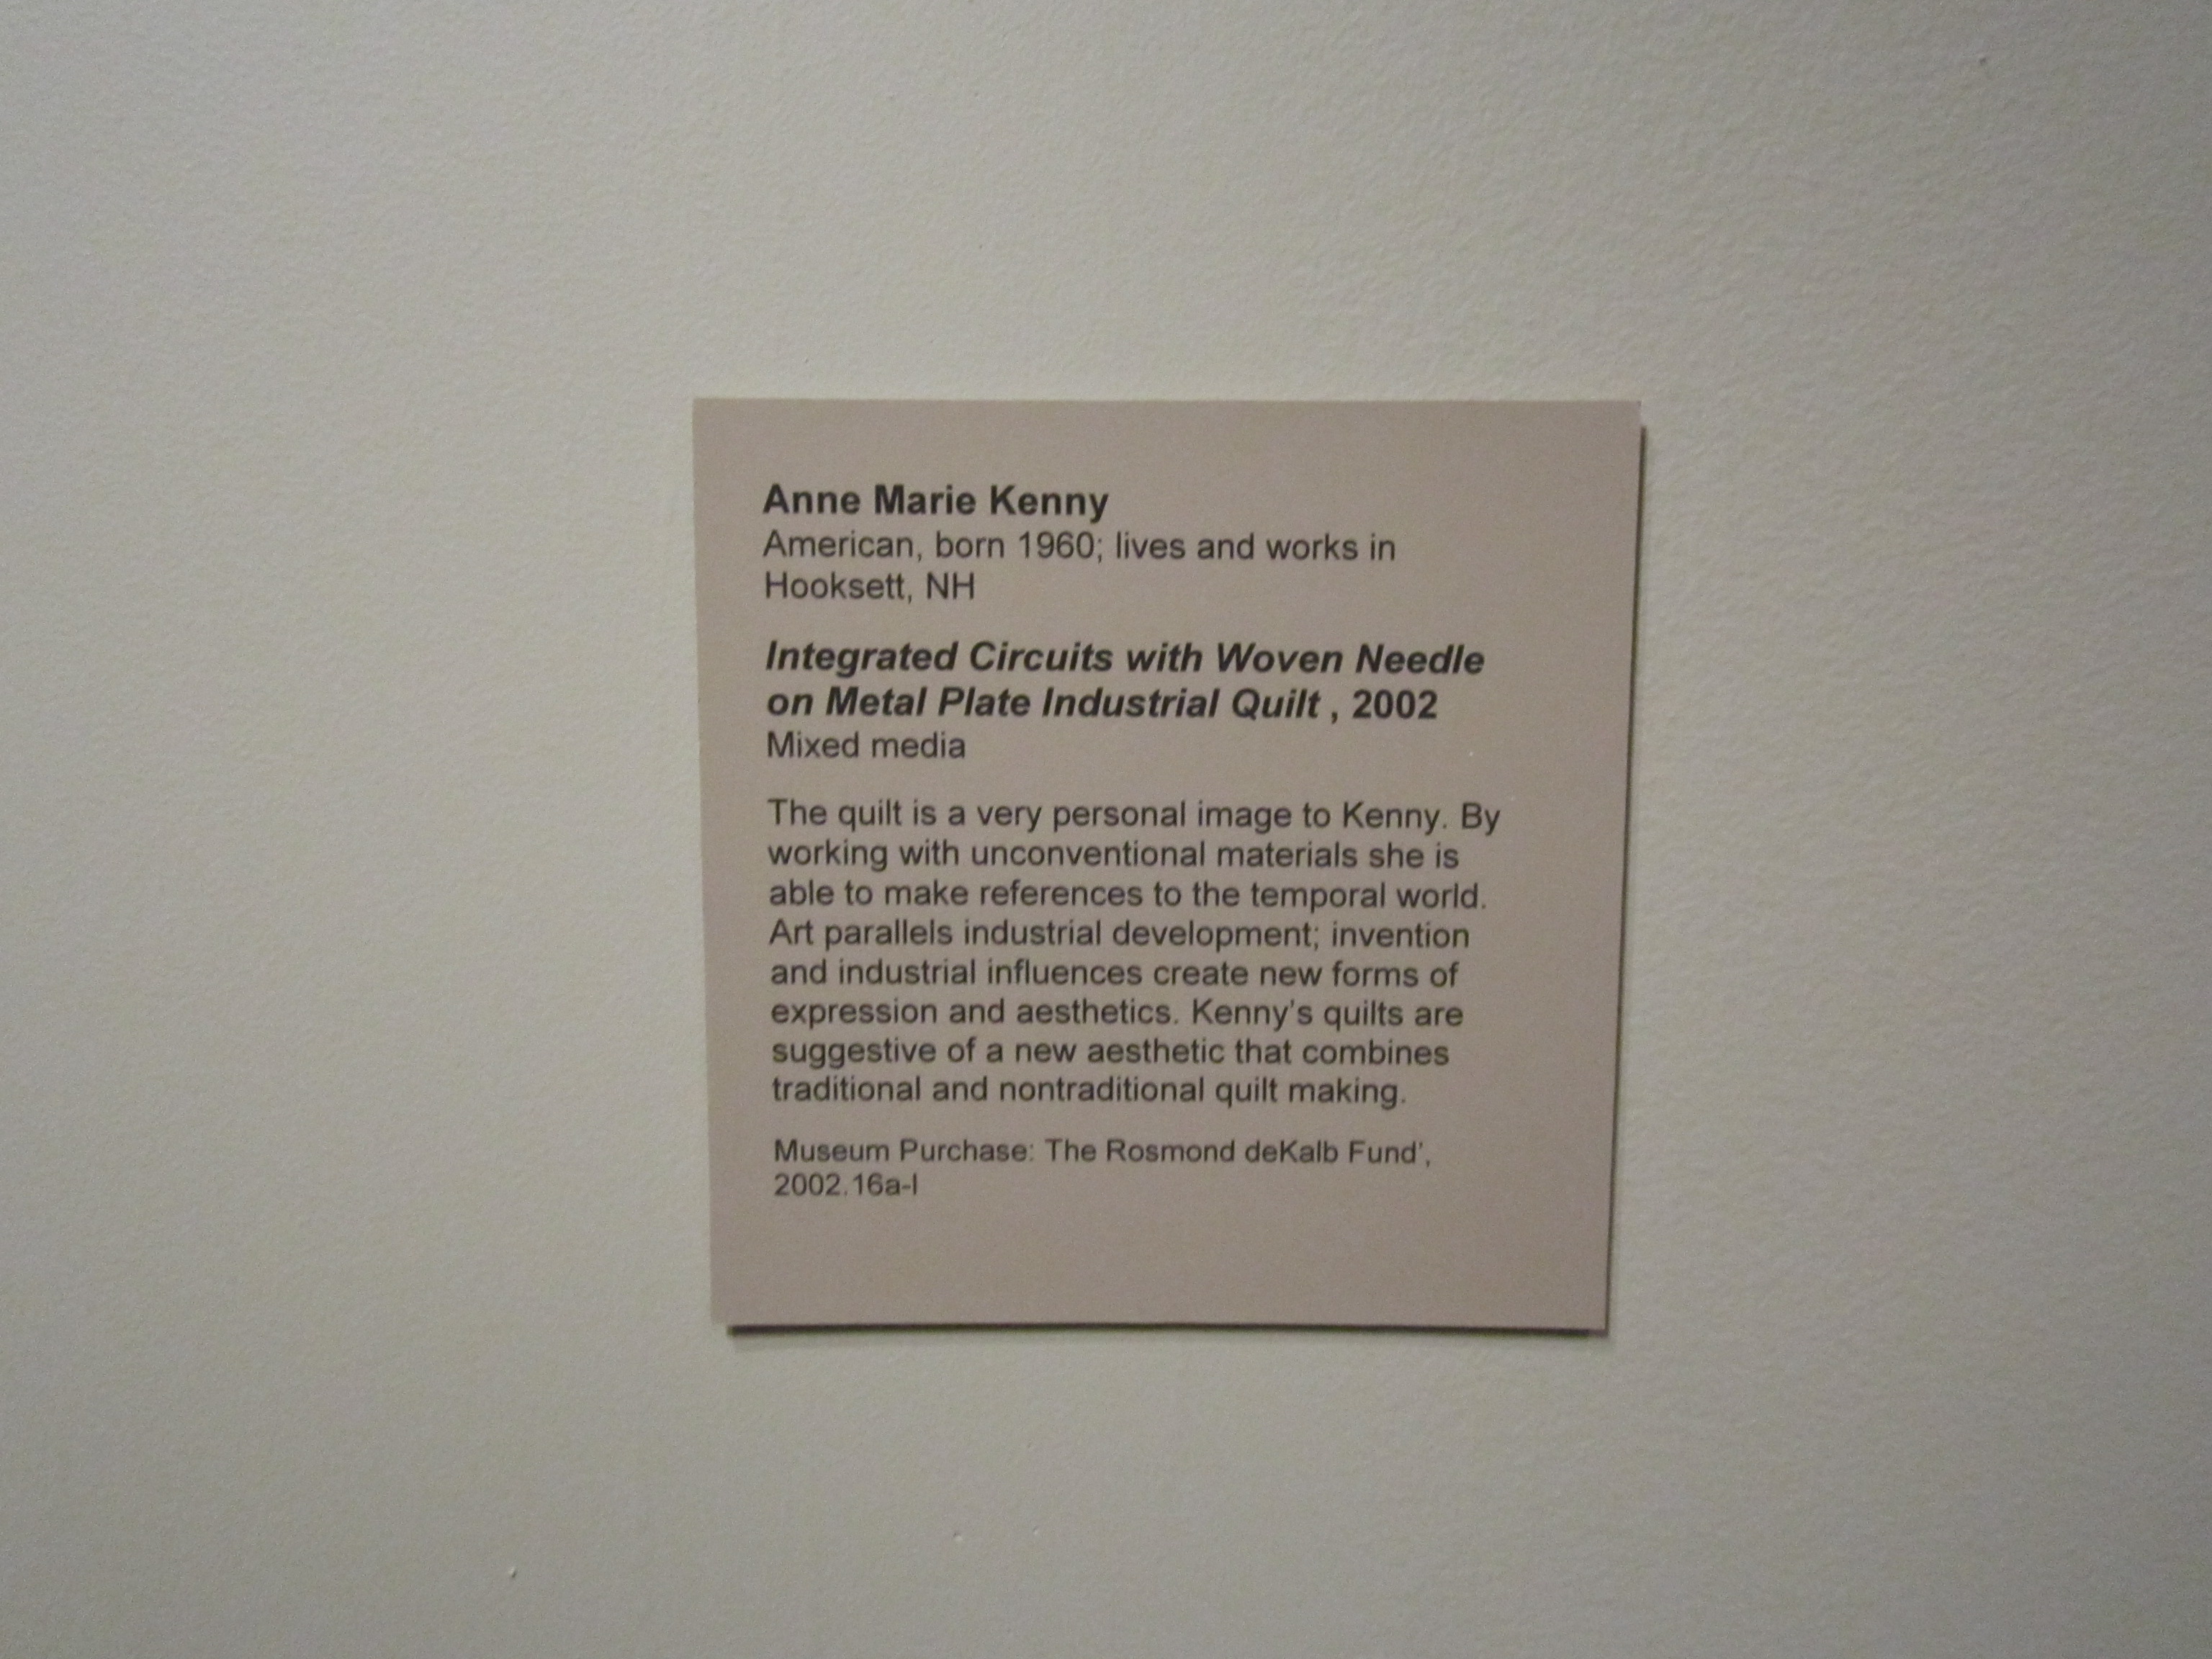 Anne Marie Kenny
American, born 1960; lives and works in
Hooksett, NH
Integrated Circuits with Woven Needle
on Metal Plate Industrial Quilt , 2002
Mixed media
The quilt is a very personal image to Kenny. By
working with unconventional materials she is
able to make references to the temporal world.
Art parallels industrial development; invention
and industrial influences create new forms of
expression and aesthetics. Kenny's quilts are
suggestive of a new aesthetic that combines
traditional and nontraditional quilt making.
Museum Purchase: The Rosmond deKalb Fund',
2002.16a-l